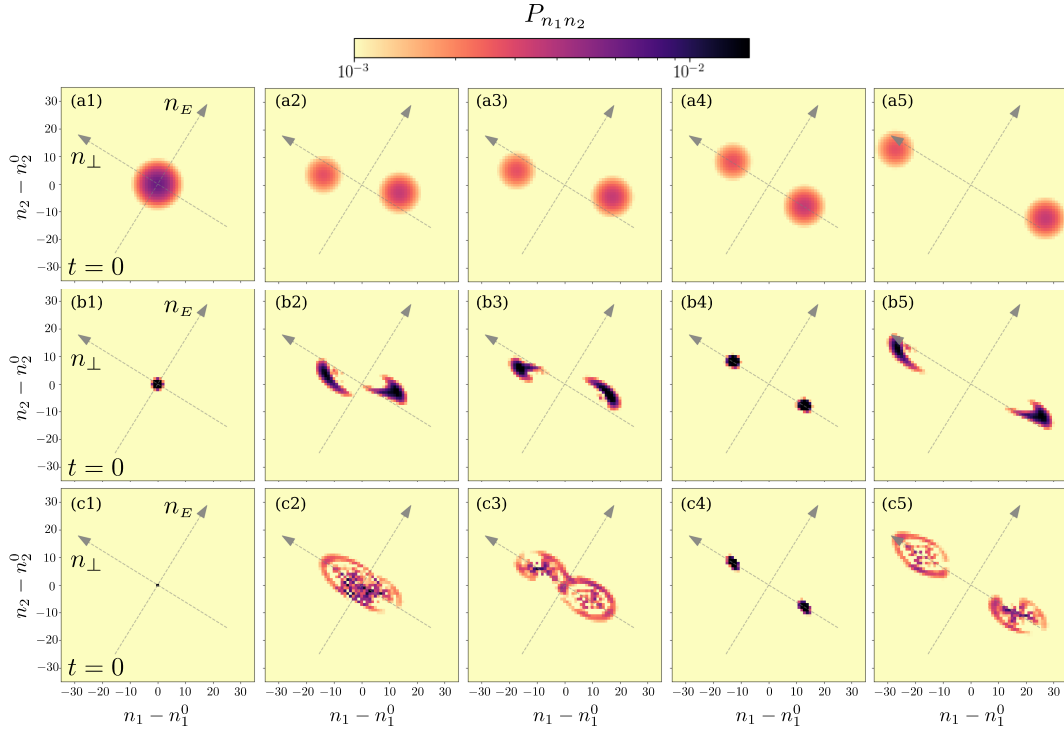 P_{n_1 n_2}
10^{-3} 10^{-2}
(a1) n_E (a2) (a3) (a4) (a5)
30
20
n_⊥
10
n_2 − n_2^0
0
−10
−20
−30
t = 0
(b1) n_E (b2) (b3) (b4) (b5)
30
20
n_⊥
10
n_2 − n_2^0
0
−10
−20
−30
t = 0
(c1) n_E (c2) (c3) (c4) (c5)
30
20
n_⊥
10
n_2 − n_2^0
0
−10
−20
−30
t = 0
−30 −20 −10 0 10 20 30 −30 −20 −10 0 10 20 30 −30 −20 −10 0 10 20 30 −30 −20 −10 0 10 20 30 −30 −20 −10 0 10 20 30
n_1 − n_1^0 n_1 − n_1^0 n_1 − n_1^0 n_1 − n_1^0 n_1 − n_1^0